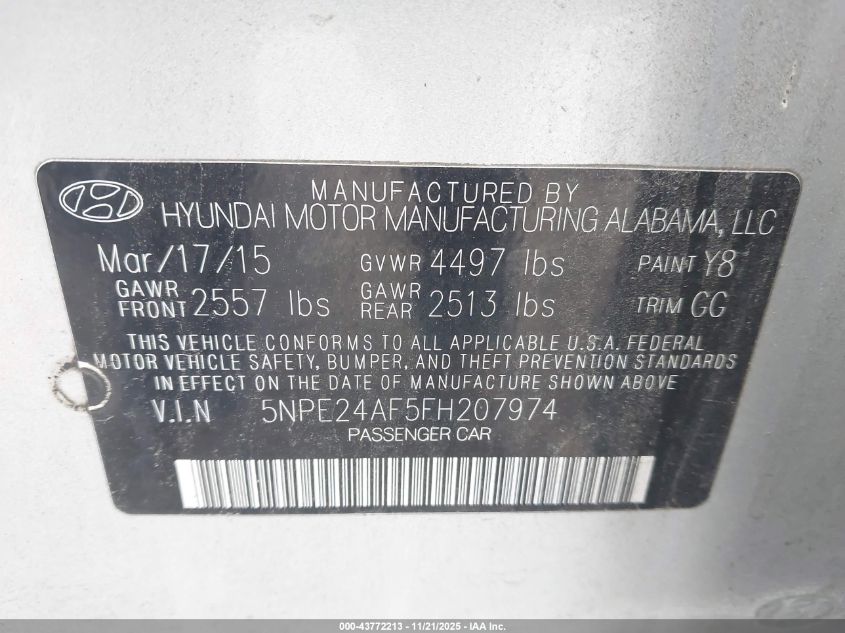 MANUFACTURED BY
HYUNDAI MOTOR MANUFACTURING ALABAMA, LLC
Mar/17/15 GVWR 4497 lbs PAINT Y8
GAWR FRONT 2557 lbs GAWR REAR 2513 lbs TRIM GG
THIS VEHICLE CONFORMS TO ALL APPLICABLE U.S.A. FEDERAL
MOTOR VEHICLE SAFETY, BUMPER, AND THEFT PREVENTION STANDARDS
IN EFFECT ON THE DATE OF MANUFACTURE SHOWN ABOVE.
V.I.N 5NPE24AF5FH207974
PASSENGER CAR
000-43772213 - 11/21/2025 - IAA Inc.